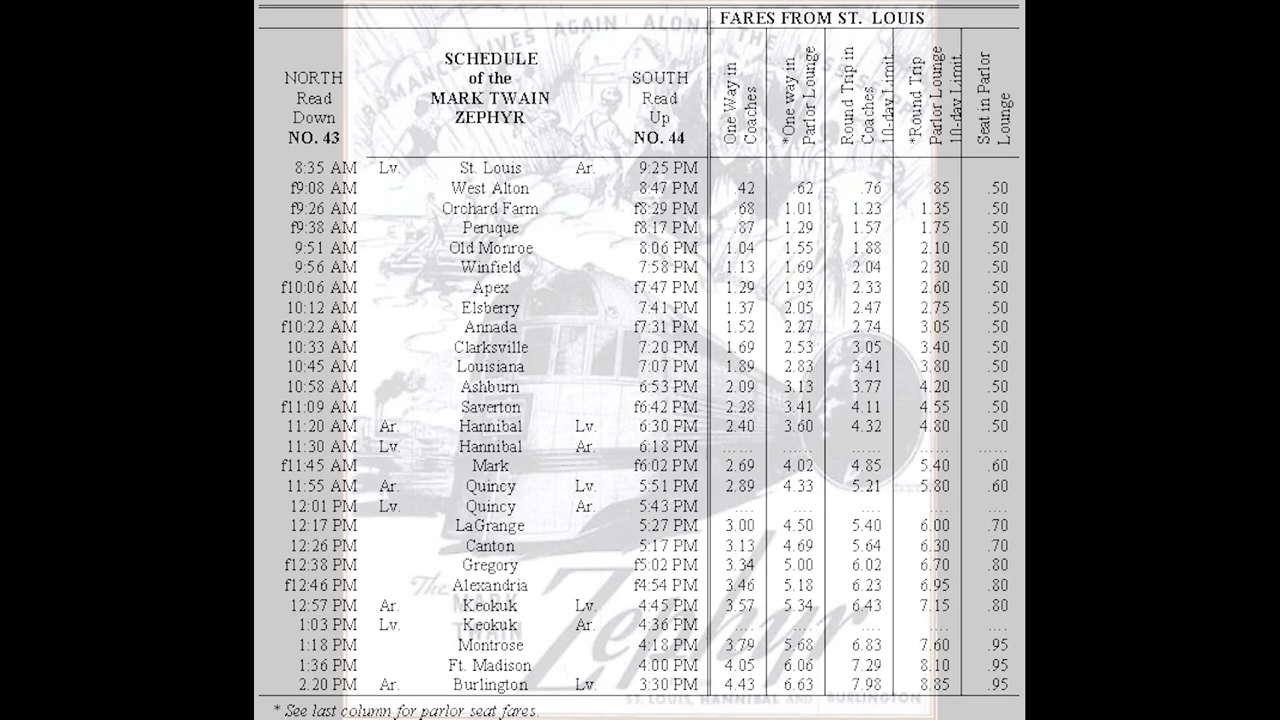 FARES FROM ST. LOUIS
NORTH Read Down NO. 43
SCHEDULE of the MARK TWAIN ZEPHYR
SOUTH Read Up NO. 44
One Way in Coaches
*One way in Parlor Lounge
Round Trip in Coaches 10-day Limit
*Round Trip Parlor Lounge 10-day Limit
Seat in Parlor Lounge
8:35 AM Lv. St. Louis Ar. 9:25 PM
f9:08 AM West Alton 8:47 PM .42 .62 .76 .85 .50
f9:26 AM Orchard Farm f8:29 PM .68 1.01 1.23 1.35 .50
f9:38 AM Peruque f8:17 PM .87 1.29 1.57 1.75 .50
9:51 AM Old Monroe 8:06 PM 1.04 1.55 1.88 2.10 .50
9:56 AM Winfield 7:58 PM 1.13 1.69 2.04 2.30 .50
f10:06 AM Apex f7:47 PM 1.29 1.93 2.33 2.60 .50
10:12 AM Elsberry 7:41 PM 1.37 2.05 2.47 2.75 .50
f10:22 AM Annada f7:31 PM 1.52 2.27 2.74 3.05 .50
10:33 AM Clarksville 7:20 PM 1.69 2.53 3.05 3.40 .50
10:45 AM Louisiana 7:07 PM 1.89 2.83 3.41 3.80 .50
10:58 AM Ashburn 6:53 PM 2.09 3.13 3.77 4.20 .50
f11:09 AM Saverton f6:42 PM 2.28 3.41 4.11 4.55 .50
11:20 AM Ar. Hannibal Lv. 6:30 PM 2.40 3.60 4.32 4.80 .50
11:30 AM Lv. Hannibal Ar. 6:18 PM ...... ...... ...... ...... ......
f11:45 AM Mark f6:02 PM 2.69 4.02 4.85 5.40 .60
11:55 AM Ar. Quincy Lv. 5:51 PM 2.89 4.33 5.21 5.80 .60
12:01 PM Lv. Quincy Ar. 5:43 PM .... .... .... .... ....
12:17 PM LaGrange 5:27 PM 3.00 4.50 5.40 6.00 .70
12:26 PM Canton 5:17 PM 3.13 4.69 5.64 6.30 .70
f12:38 PM Gregory f5:02 PM 3.34 5.00 6.02 6.70 .80
f12:46 PM Alexandria f4:54 PM 3.46 5.18 6.23 6.95 .80
12:57 PM Ar. Keokuk Lv. 4:45 PM 3.57 5.34 6.43 7.15 .80
1:03 PM Lv. Keokuk Ar. 4:36 PM .... .... .... .... ....
1:18 PM Montrose 4:18 PM 3.79 5.68 6.83 7.60 .95
1:36 PM Ft. Madison 4:00 PM 4.05 6.06 7.29 8.10 .95
2.20 PM Ar. Burlington Lv. 3:30 PM 4.43 6.63 7.98 8.85 .95
* See last column for parlor seat fares.
ROMANCE LIVES AGAIN ALONG THE
The MARK TWAIN Zephyr
ST. LOUIS, HANNIBAL AND BURLINGTON